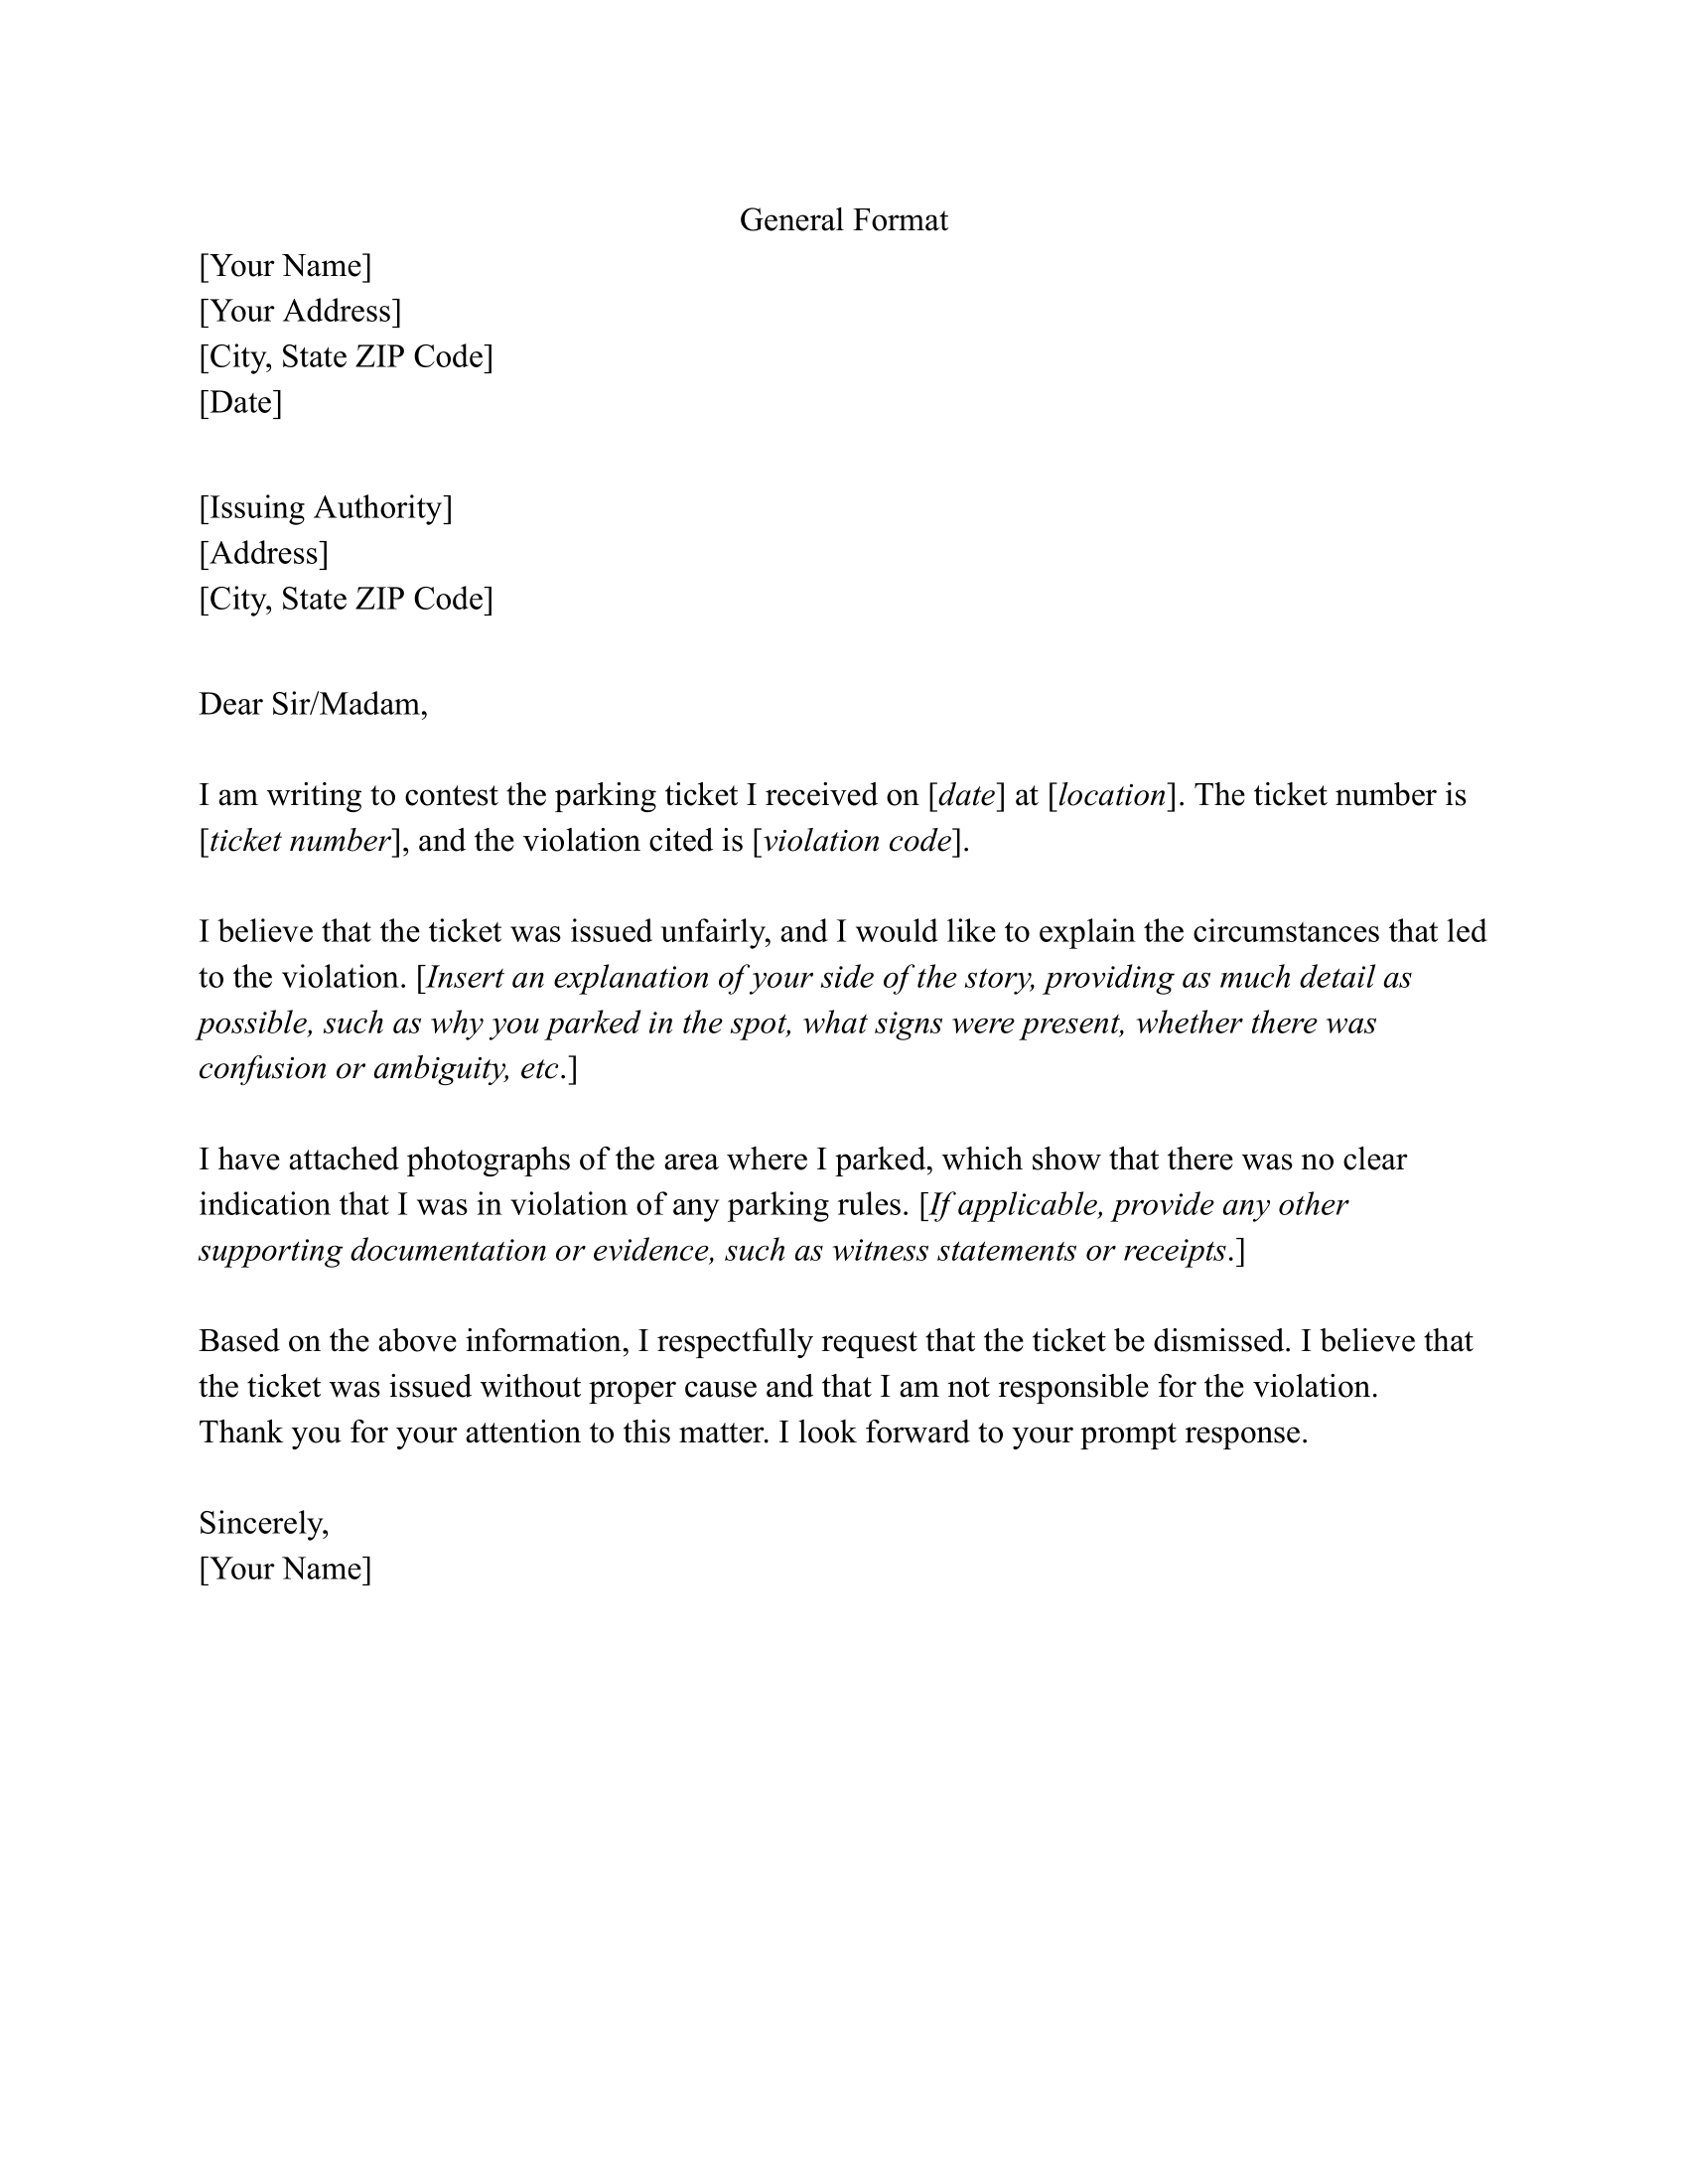 General Format
[Your Name]
[Your Address]
[City, State ZIP Code]
[Date]
[Issuing Authority]
[Address]
[City, State ZIP Code]
Dear Sir/Madam,
I am writing to contest the parking ticket I received on [date] at [location]. The ticket number is
[ticket number], and the violation cited is [violation code].
I believe that the ticket was issued unfairly, and I would like to explain the circumstances that led
to the violation. [Insert an explanation of your side of the story, providing as much detail as
possible, such as why you parked in the spot, what signs were present, whether there was
confusion or ambiguity, etc.]
I have attached photographs of the area where I parked, which show that there was no clear
indication that I was in violation of any parking rules. [If applicable, provide any other
supporting documentation or evidence, such as witness statements or receipts.]
Based on the above information, I respectfully request that the ticket be dismissed. I believe that
the ticket was issued without proper cause and that I am not responsible for the violation.
Thank you for your attention to this matter. I look forward to your prompt response.
Sincerely,
[Your Name]